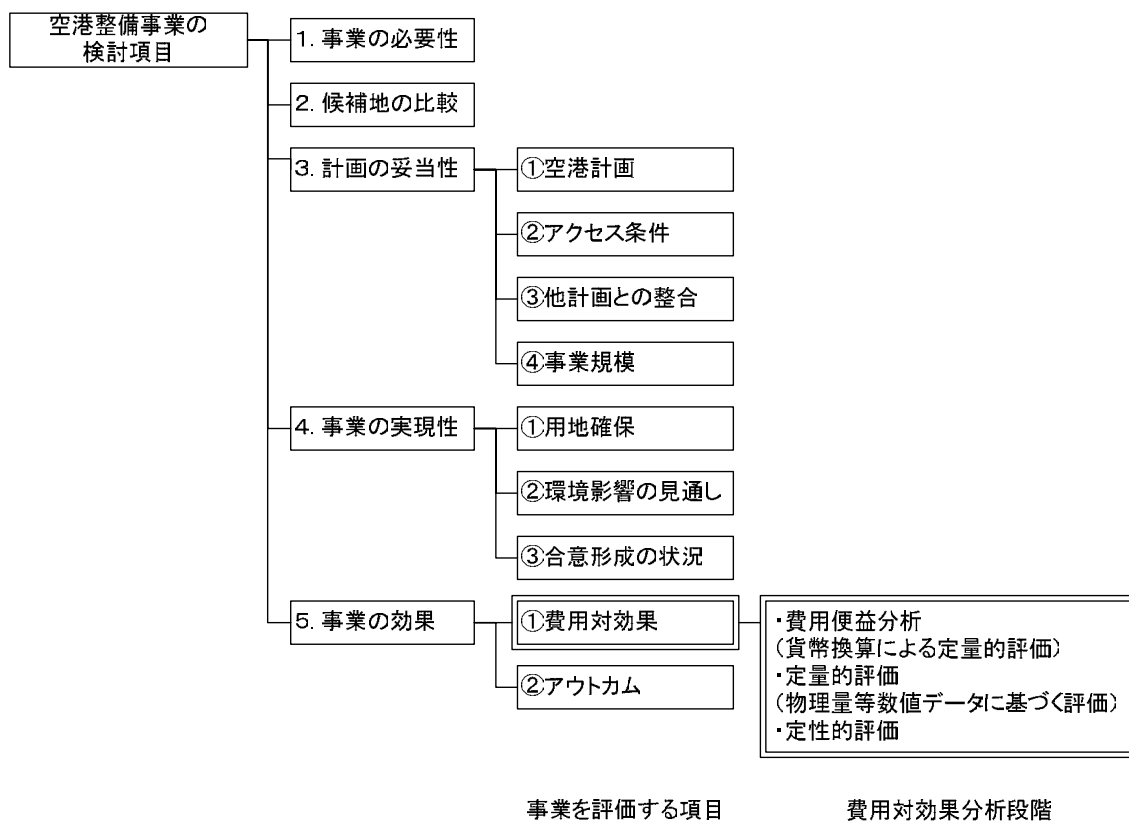 空港整備事業の
検討項目
1. 事業の必要性
2. 候補地の比較
3. 計画の妥当性
①空港計画
②アクセス条件
③他計画との整合
④事業規模
4. 事業の実現性
①用地確保
②環境影響の見通し
③合意形成の状況
5. 事業の効果
①費用対効果
・費用便益分析
(貨幣換算による定量的評価)
・定量的評価
(物理量等数値データに基づく評価)
・定性的評価
②アウトカム
事業を評価する項目
費用対効果分析段階